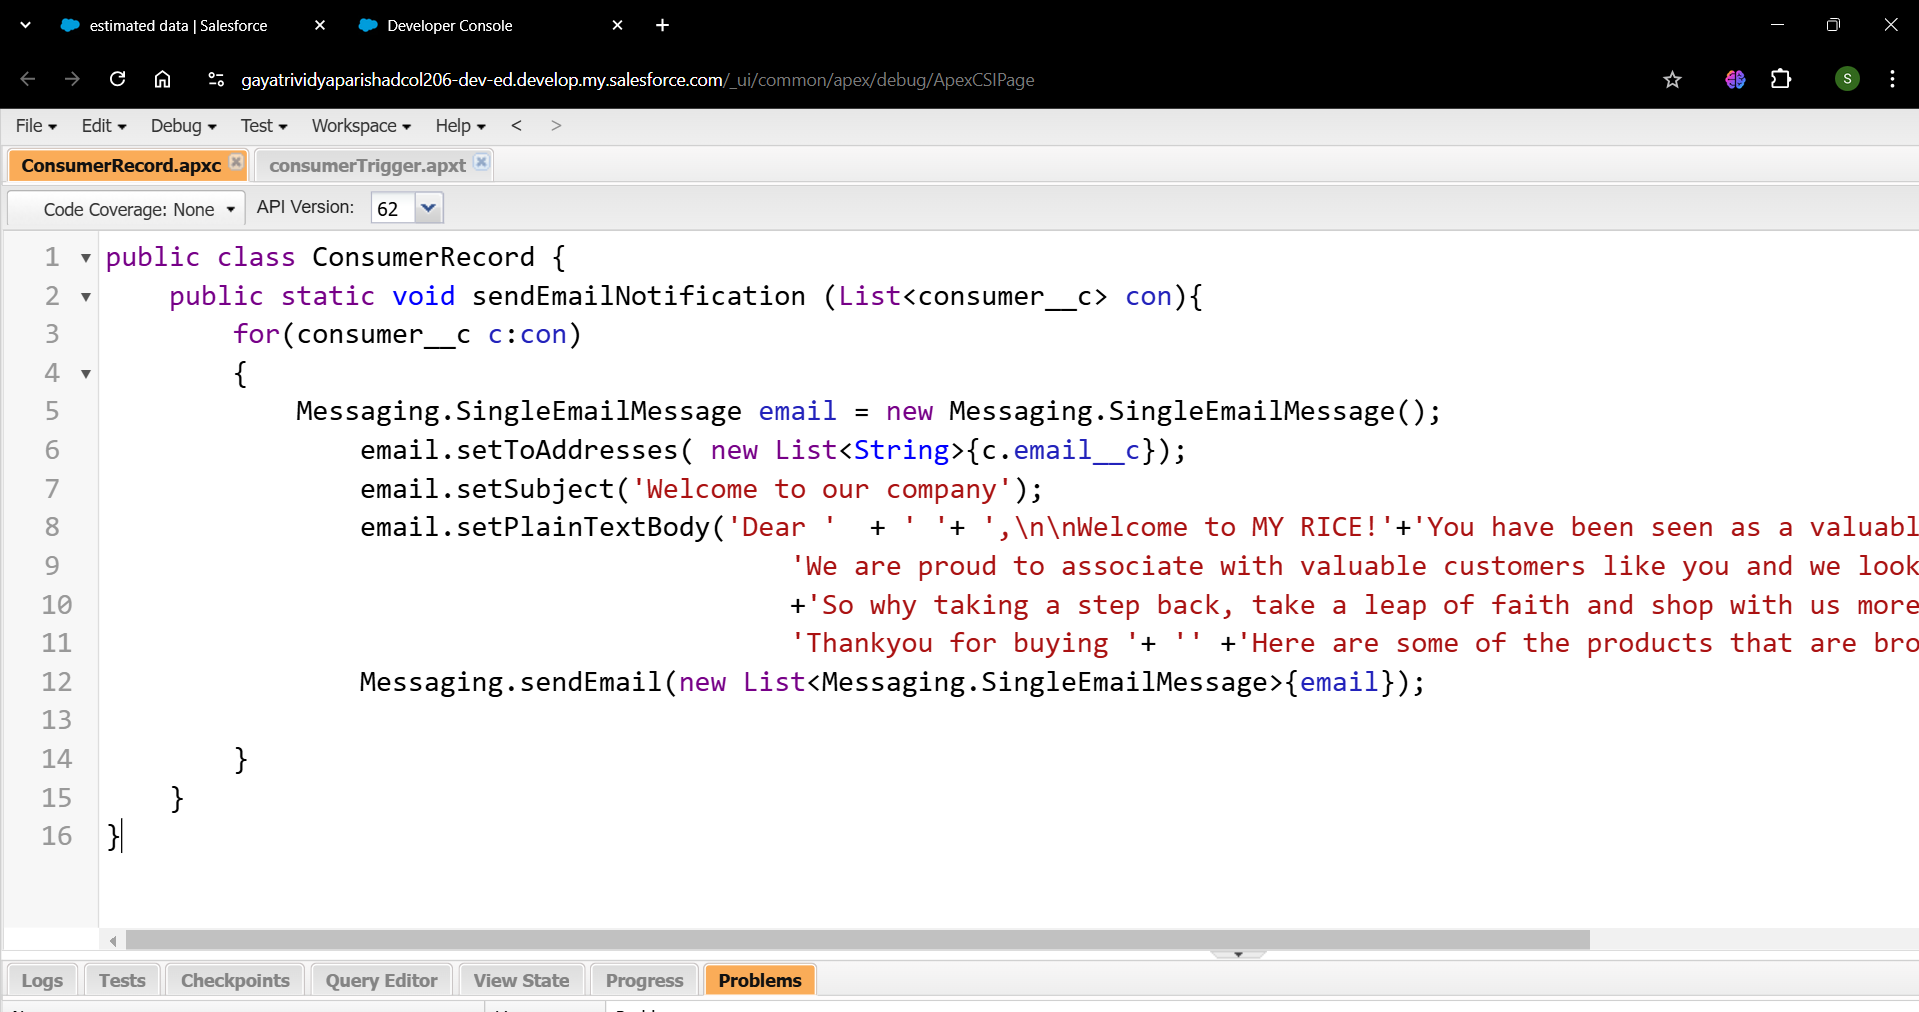 estimated data | Salesforce
Developer Console
gayatrividyaparishadcol206-dev-ed.develop.my.salesforce.com/_ui/common/apex/debug/ApexCSIPage
S
File Edit Debug Test Workspace Help < >
ConsumerRecord.apxc consumerTrigger.apxt
Code Coverage: None API Version: 62
1 public class ConsumerRecord {
2 public static void sendEmailNotification (List<consumer__c> con){
3 for(consumer__c c:con)
4 {
5 Messaging.SingleEmailMessage email = new Messaging.SingleEmailMessage();
6 email.setToAddresses( new List<String>{c.email__c});
7 email.setSubject('Welcome to our company');
8 email.setPlainTextBody('Dear ' + ' '+ ',\n\nWelcome to MY RICE!'+'You have been seen as a valuabl
9 'We are proud to associate with valuable customers like you and we look
10 +'So why taking a step back, take a leap of faith and shop with us more
11 'Thankyou for buying '+ '' +'Here are some of the products that are bro
12 Messaging.sendEmail(new List<Messaging.SingleEmailMessage>{email});
13
14 }
15 }
16 }
Logs Tests Checkpoints Query Editor View State Progress Problems